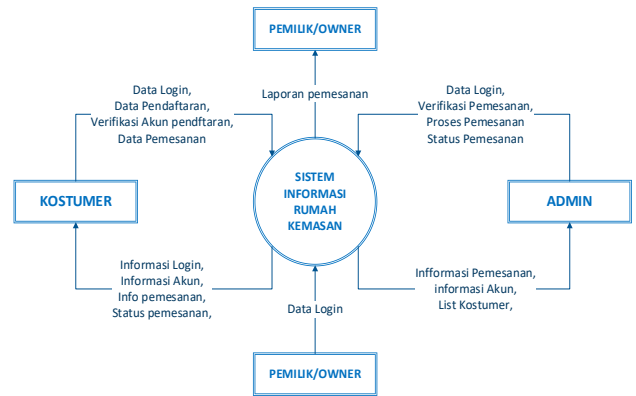 PEMILIK/OWNER
Data Login,
Data Pendaftaran,
Verifikasi Akun pendftaran,
Data Pemesanan
Laporan pemesanan
Data Login,
Verifikasi Pemesanan,
Proses Pemesanan
Status Pemesanan
KOSTUMER
SISTEM
INFORMASI
RUMAH
KEMASAN
ADMIN
Informasi Login,
Informasi Akun,
Info pemesanan,
Status pemesanan,
Data Login
Infformasi Pemesanan,
informasi Akun,
List Kostumer,
PEMILIK/OWNER